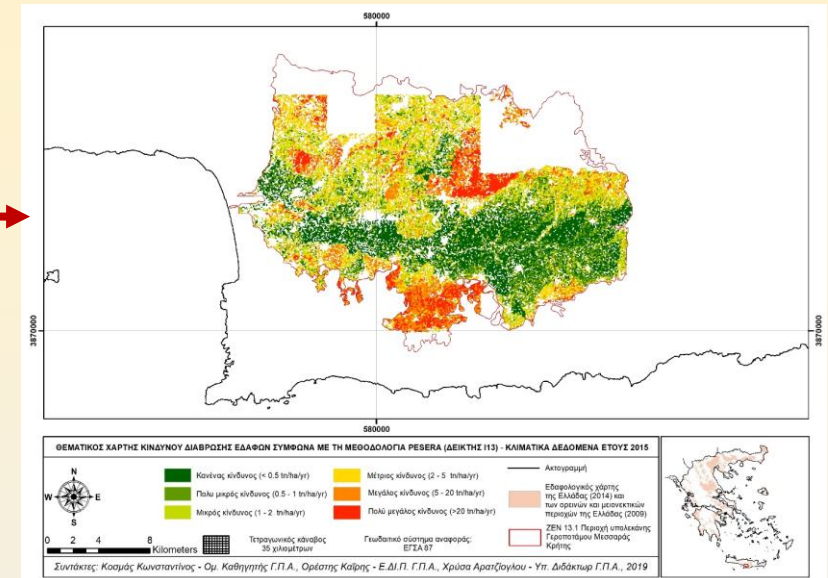 580000
3870000
3870000
580000
ΘΕΜΑΤΙΚΟΣ ΧΑΡΤΗΣ ΚΙΝΔΥΝΟΥ ΔΙΑΒΡΩΣΗΣ ΕΔΑΦΩΝ ΣΥΜΦΩΝΑ ΜΕ ΤΗ ΜΕΘΟΔΟΛΟΓΙΑ PESERA (ΔΕΙΚΤΗΣ Ι13) - ΚΛΙΜΑΤΙΚΑ ΔΕΔΟΜΕΝΑ ΕΤΟΥΣ 2015
N
W
E
S
Κανένας κίνδυνος (< 0.5 tn/ha/yr)
Πολυ μικρός κίνδυνος (0.5 - 1 tn/ha/yr)
Μικρός κίνδυνος (1 - 2 tn/ha/yr)
Μέτριος κίνδυνος (2 - 5 tn/ha/yr)
Μεγάλος κίνδυνος (5 - 20 tn/ha/yr)
Πολύ μεγάλος κίνδυνος (>20 tn/ha/yr)
Ακτογραμμή
Εδαφολογικός χάρτης
της Ελλάδας (2014) και
των ορεινών και μειονεκτικών
περιοχών της Ελλάδας (2009)
ΖΕΝ 13.1 Περιοχή υπολεκάνης
Γεροποτάμου Μεσσαράς
Κρήτης
0 2 4 8
Kilometers
Τετραγωνικός κάναβος
35 χιλιομέτρων
Γεωδαιτικό σύστημα αναφοράς:
ΕΓΣΑ 87
Συντάκτες: Κοσμάς Κωνσταντίνος - Ομ. Καθηγητής Γ.Π.Α., Ορέστης Καΐρης - Ε.ΔΙ.Π. Γ.Π.Α., Χρύσα Αρατζίογλου - Υπ. Διδάκτωρ Γ.Π.Α., 2019